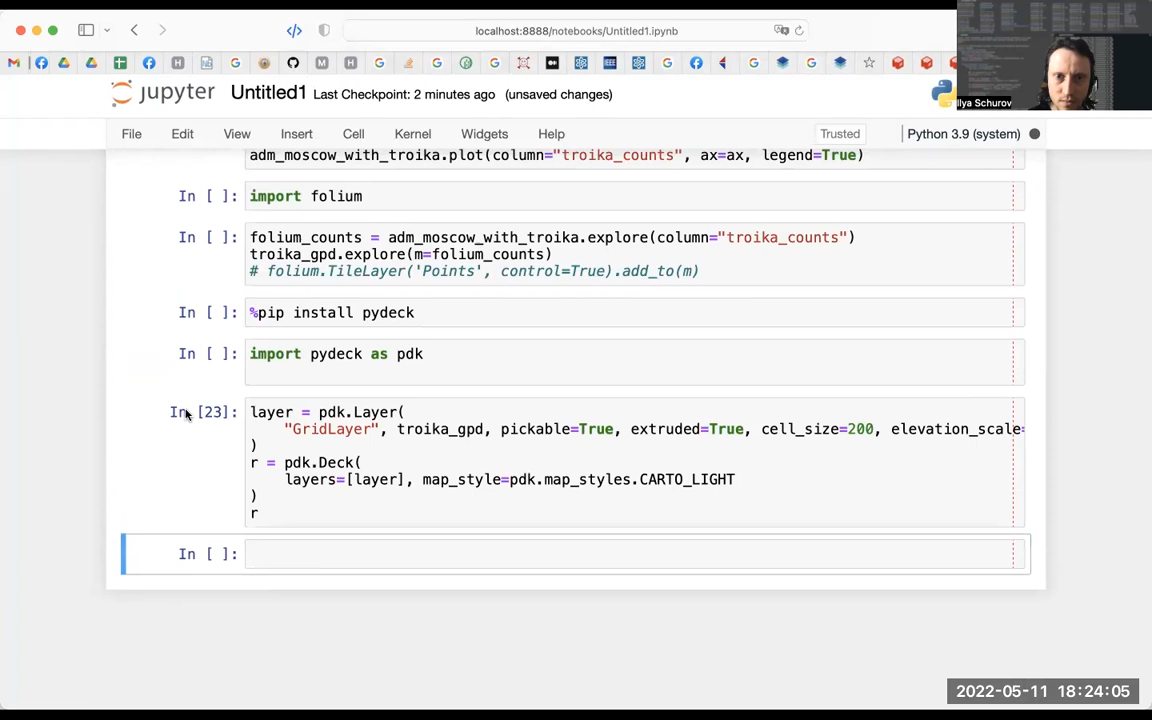 localhost:8888/notebooks/Untitled1.ipynb
Ilya Schurov
jupyter Untitled1 Last Checkpoint: 2 minutes ago (unsaved changes)
File Edit View Insert Cell Kernel Widgets Help Trusted Python 3.9 (system)
adm_moscow_with_troika.plot(column="troika_counts", ax=ax, legend=True)
In [ ]: import folium
In [ ]: folium_counts = adm_moscow_with_troika.explore(column="troika_counts")
troika_gpd.explore(m=folium_counts)
# folium.TileLayer('Points', control=True).add_to(m)
In [ ]: %pip install pydeck
In [ ]: import pydeck as pdk
In [23]: layer = pdk.Layer(
"GridLayer", troika_gpd, pickable=True, extruded=True, cell_size=200, elevation_scale=
)
r = pdk.Deck(
layers=[layer], map_style=pdk.map_styles.CARTO_LIGHT
)
r
In [ ]:
2022-05-11 18:24:05